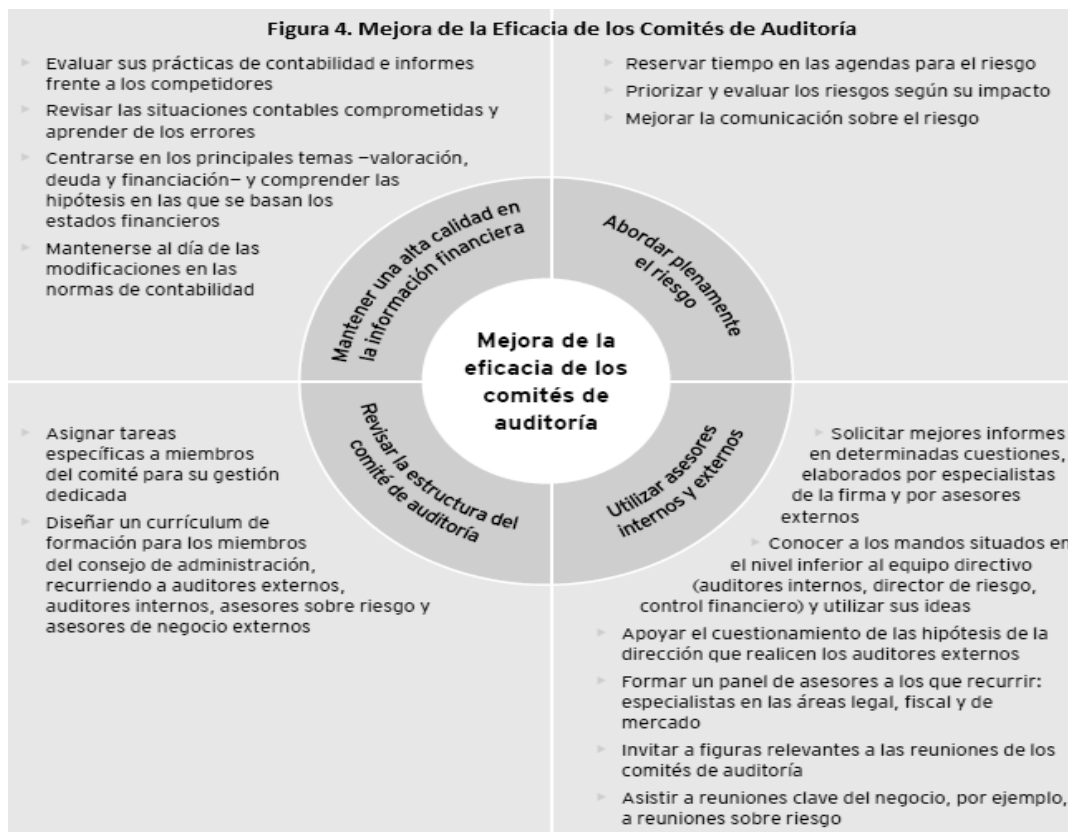 Figura 4. Mejora de la Eficacia de los Comités de Auditoría
Evaluar sus prácticas de contabilidad e informes
frente a los competidores
Revisar las situaciones contables comprometidas y
aprender de los errores
Centrarse en los principales temas –valoración,
deuda y financiación– y comprender las
hipótesis en las que se basan los
estados financieros
Mantenerse al día de las
modificaciones en las
normas de contabilidad
Reservar tiempo en las agendas para el riesgo
Priorizar y evaluar los riesgos según su impacto
Mejorar la comunicación sobre el riesgo
Mantener una alta calidad en
la información financiera
Abordar plenamente
el riesgo
Mejora de la
eficacia de los
comités de
auditoría
Revisar la estructura del
comité de auditoría
Utilizar asesores
internos y externos
Asignar tareas
específicas a miembros
del comité para su gestión
dedicada
Diseñar un currículum de
formación para los miembros
del consejo de administración,
recurriendo a auditores externos,
auditores internos, asesores sobre riesgo y
asesores de negocio externos
Solicitar mejores informes
en determinadas cuestiones,
elaborados por especialistas
de la firma y por asesores
externos
Conocer a los mandos situados en
el nivel inferior al equipo directivo
(auditores internos, director de riesgo,
control financiero) y utilizar sus ideas
Apoyar el cuestionamiento de las hipótesis de la
dirección que realicen los auditores externos
Formar un panel de asesores a los que recurrir:
especialistas en las áreas legal, fiscal y de
mercado
Invitar a figuras relevantes a las reuniones de los
comités de auditoría
Asistir a reuniones clave del negocio, por ejemplo,
a reuniones sobre riesgo